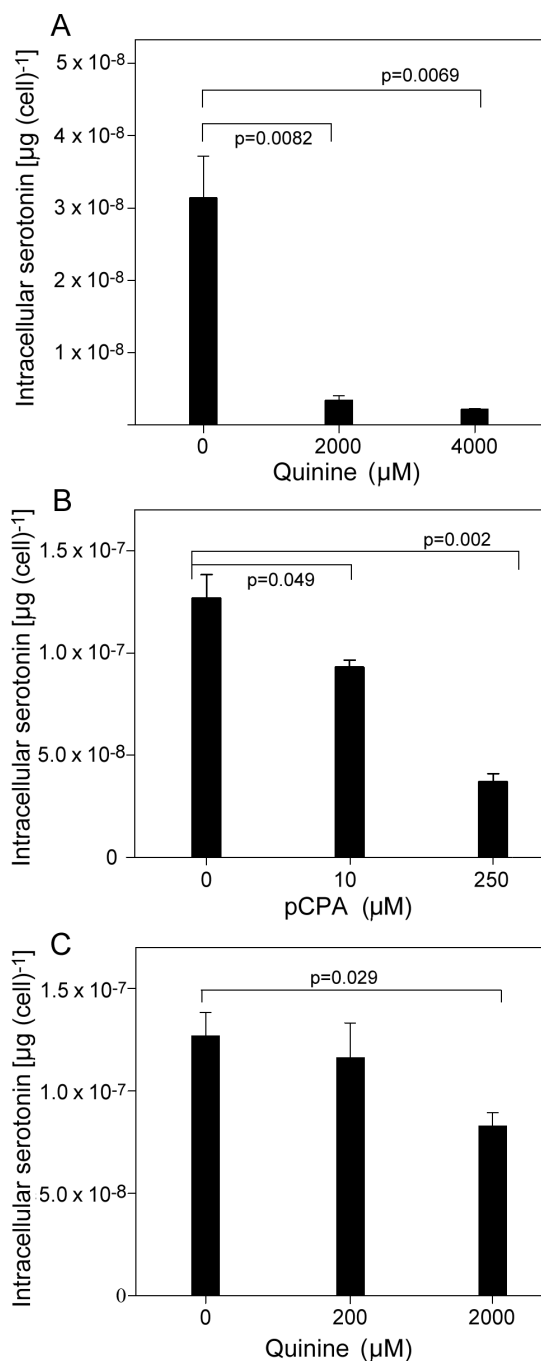 A
Intracellular serotonin [µg (cell)-1]
5 x 10-8
p=0.0069
4 x 10-8
p=0.0082
3 x 10-8
2 x 10-8
1 x 10-8
0 2000 4000
Quinine (µM)
B
Intracellular serotonin [µg (cell)-1]
1.5 x 10-7
p=0.002
p=0.049
1.0 x 10-7
5.0 x 10-8
0
0 10 250
pCPA (µM)
C
Intracellular serotonin [µg (cell)-1]
p=0.029
1.5 x 10-7
1.0 x 10-7
5.0 x 10-8
0
0 200 2000
Quinine (µM)